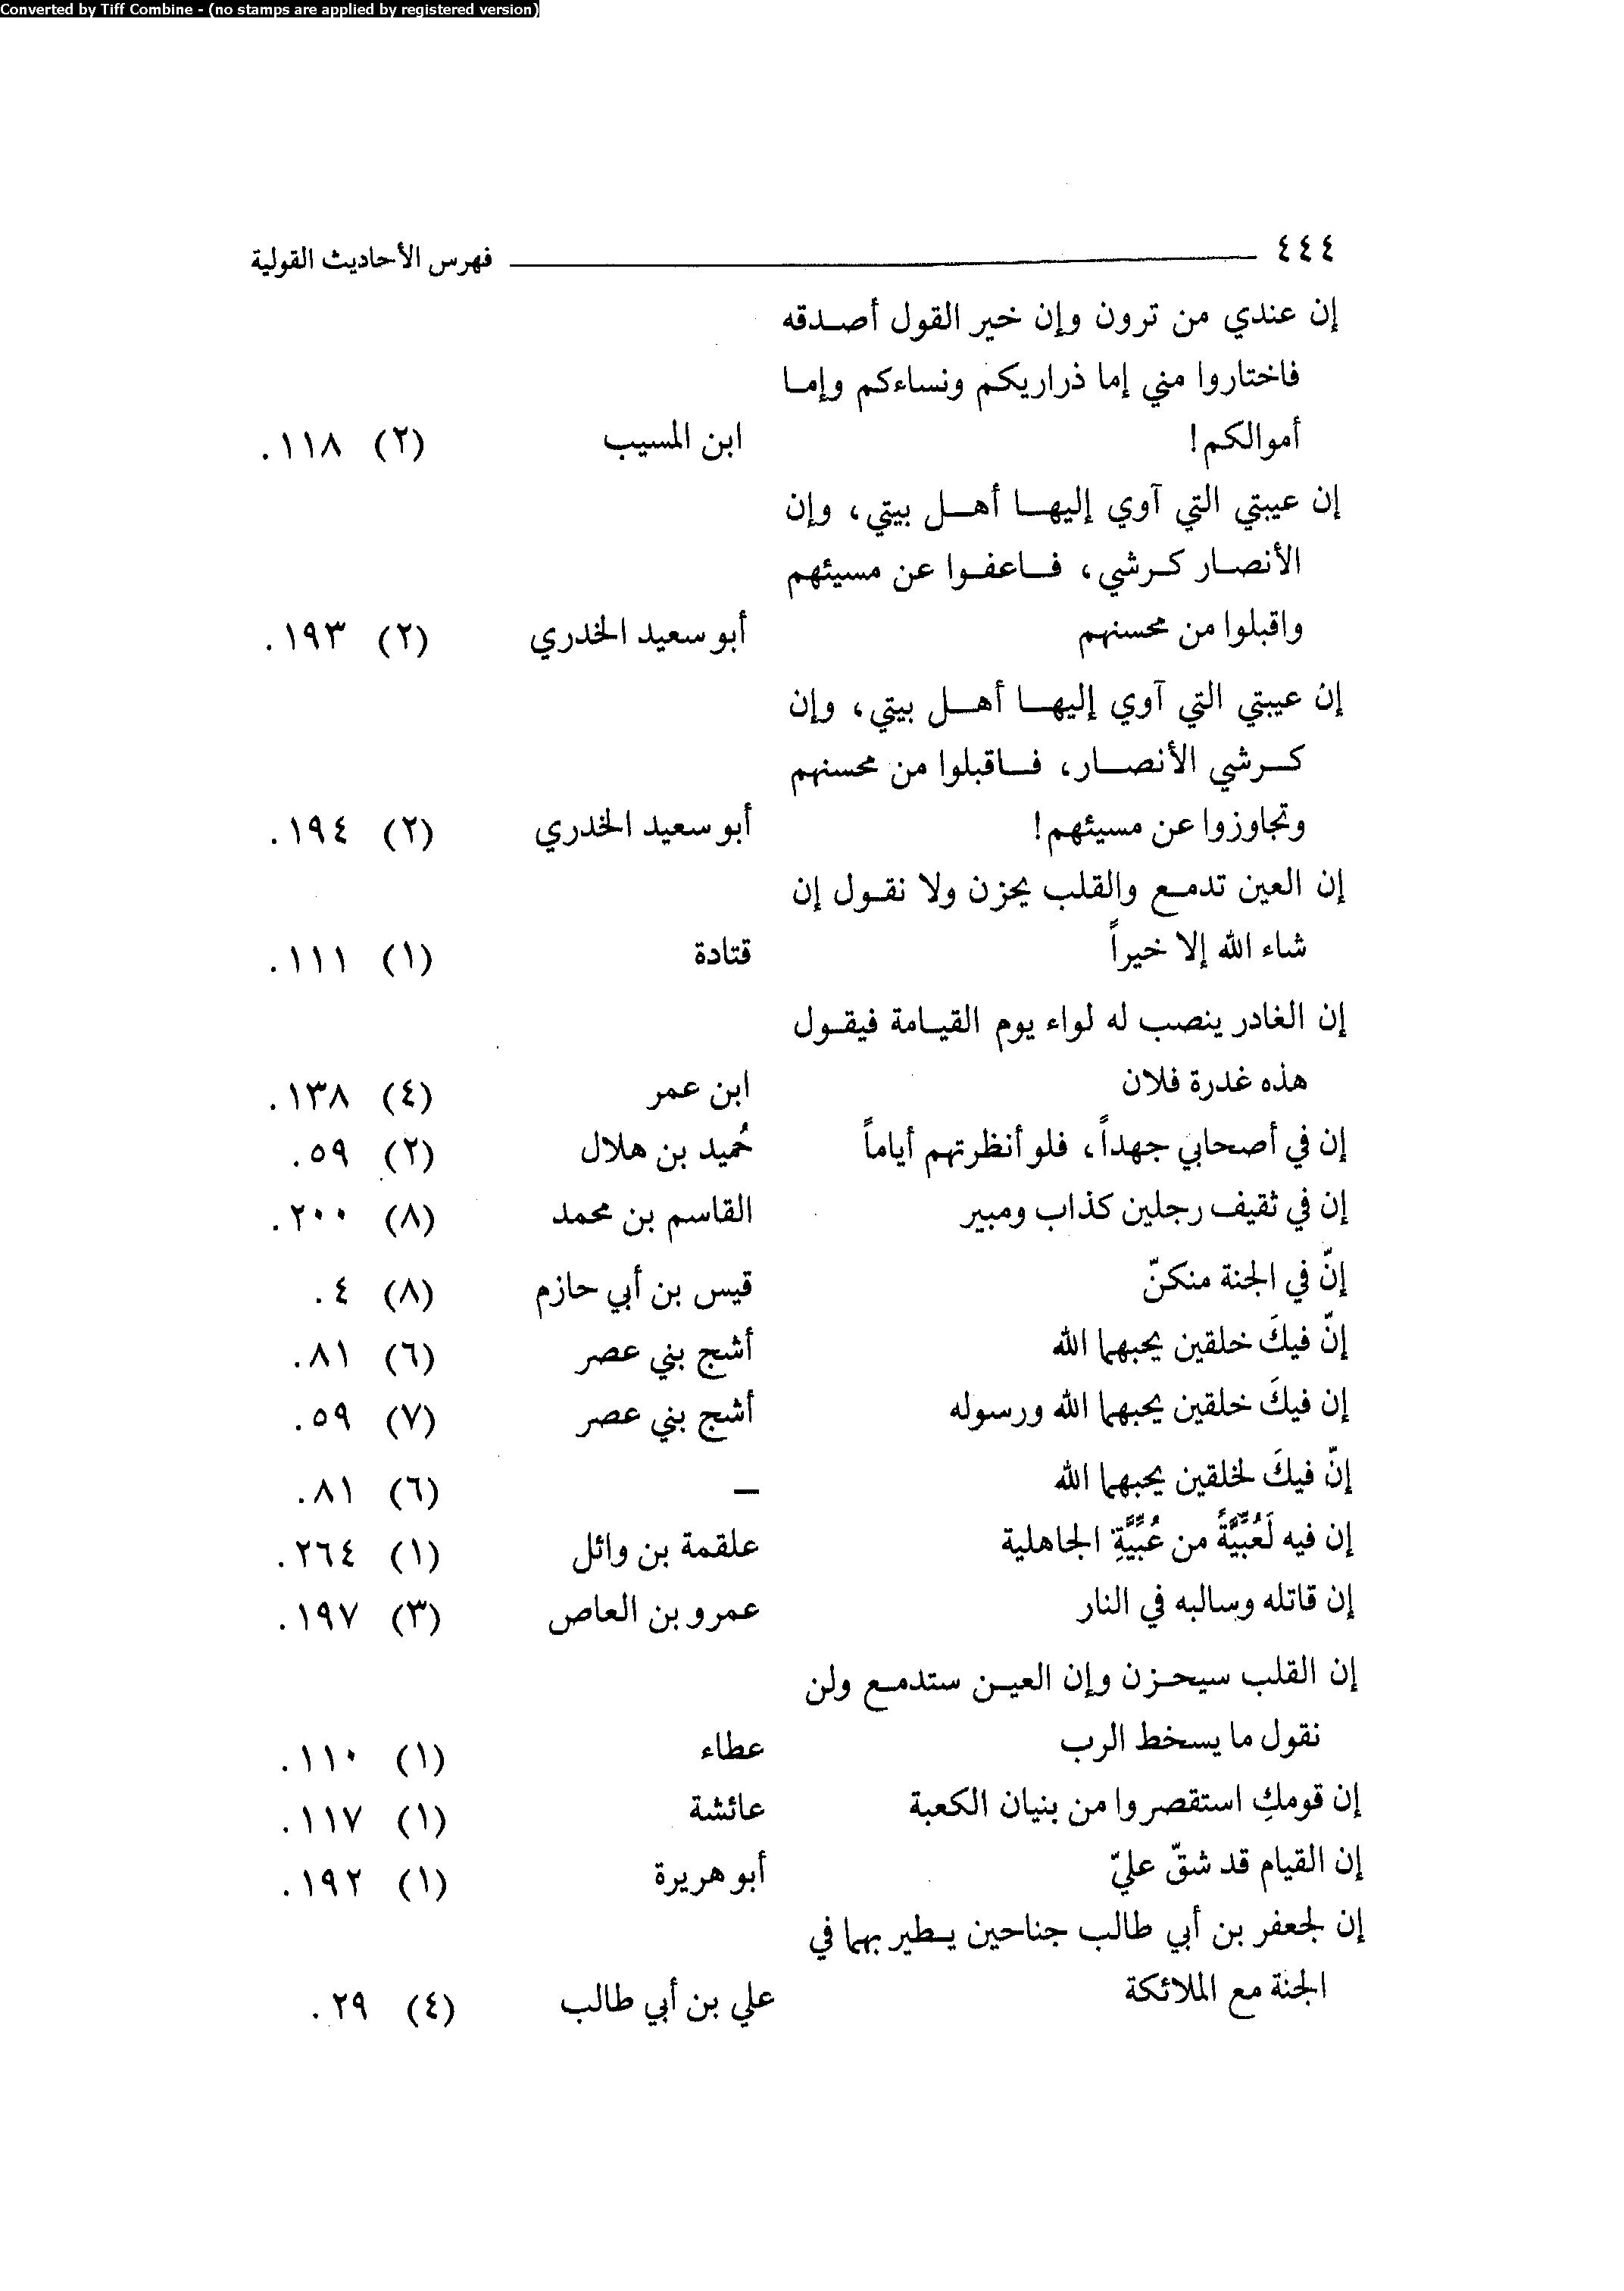 Converted by Tiff Combine - (no stamps are applied by registered version)
٤٤٤ فهرس الأحاديث القولية
إن عندي من ترون وإن خير القول أصدقه
فاختاروا مني إما ذراريكم ونساءكم وإما
أموالكم! ابن المسيب (٢) ١١٨.
إن عيبتي التي آوي إليها أهل بيتي، وإن
الأنصار كرشي، فاعفوا عن مسيئهم
واقبلوا من محسنهم أبو سعيد الخدري (٢) ١٩٣.
إن عيبتي التي آوي إليها أهل بيتي، وإن
كرشي الأنصار، فاقبلوا من محسنهم
وتجاوزوا عن مسيئهم! أبو سعيد الخدري (٢) ١٩٤.
إن العين تدمع والقلب يحزن ولا نقول إن
شاء الله إلا خيراً قتادة (١) ١١١.
إن الغادر ينصب له لواء يوم القيامة فيقول
هذه غدرة فلان ابن عمر (٤) ١٣٨.
إن في أصحابي جهداً، فلو أنظرتهم أياماً حُميد بن هلال (٢) ٥٩.
إن في ثقيف رجلين كذاب ومبير القاسم بن محمد (٨) ٢٠٠.
إنّ في الجنة منكنّ قيس بن أبي حازم (٨) ٤.
إنّ فيكَ خلقين يحبهما الله أشج بني عصر (٦) ٨١.
إن فيكَ خلقين يحبهما الله ورسوله أشج بني عصر (٧) ٥٩.
إنّ فيكَ لخلقين يحبهما الله – (٦) ٨١.
إن فيه لَعُبِّيَّةً من عُبِّيَّةِ الجاهلية علقمة بن وائل (١) ٢٦٤.
إن قاتله وسالبه في النار عمرو بن العاص (٣) ١٩٧.
إن القلب سيحزن وإن العين ستدمع ولن
نقول ما يسخط الرب عطاء (١) ١١٠.
إن قومكِ استقصروا من بنيان الكعبة عائشة (١) ١١٧.
إن القيام قد شقّ عليّ أبو هريرة (١) ١٩٢.
إن لجعفر بن أبي طالب جناحين يطير بهما في
الجنة مع الملائكة علي بن أبي طالب (٤) ٢٩.